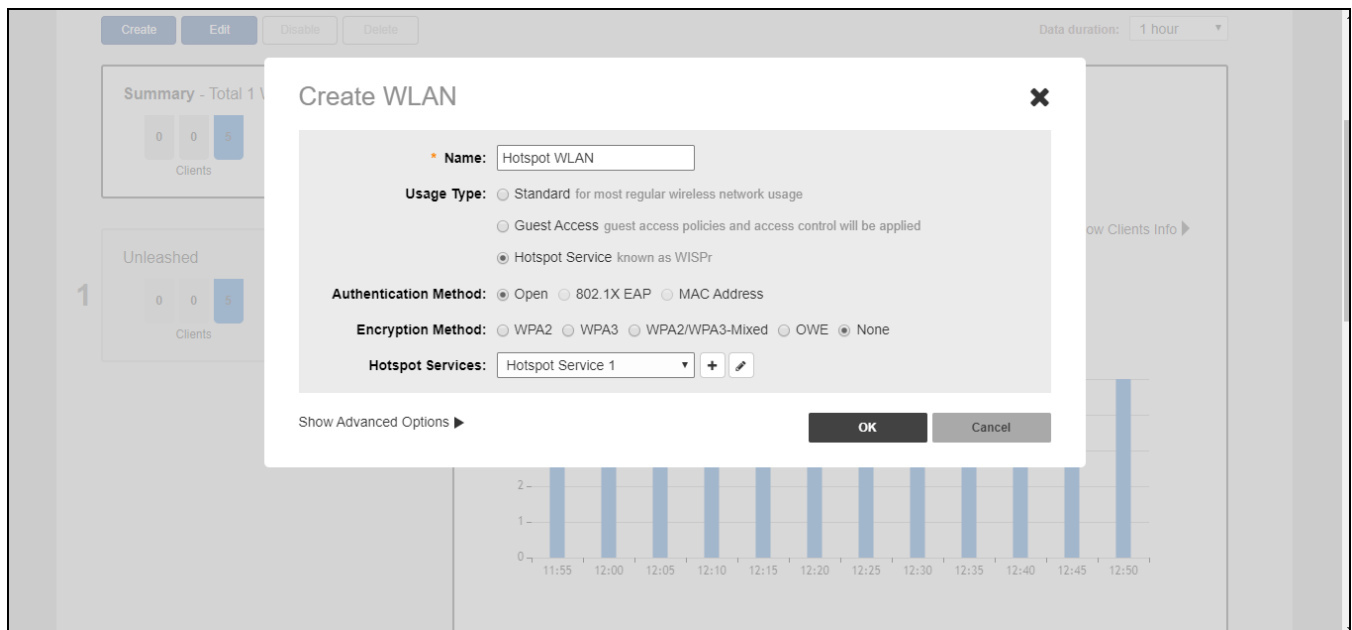 Create Edit Disable Delete Data duration: 1 hour
Summary - Total 1
0 0 5
Clients
Create WLAN
* Name: Hotspot WLAN
Usage Type: Standard for most regular wireless network usage
Guest Access guest access policies and access control will be applied
ow Clients Info
Hotspot Service known as WISPr
Unleashed
1
0 0 5
Clients
Authentication Method: Open 802.1X EAP MAC Address
Encryption Method: WPA2 WPA3 WPA2/WPA3-Mixed OWE None
Hotspot Services: Hotspot Service 1
Show Advanced Options
OK Cancel
2
1
0
11:55 12:00 12:05 12:10 12:15 12:20 12:25 12:30 12:35 12:40 12:45 12:50